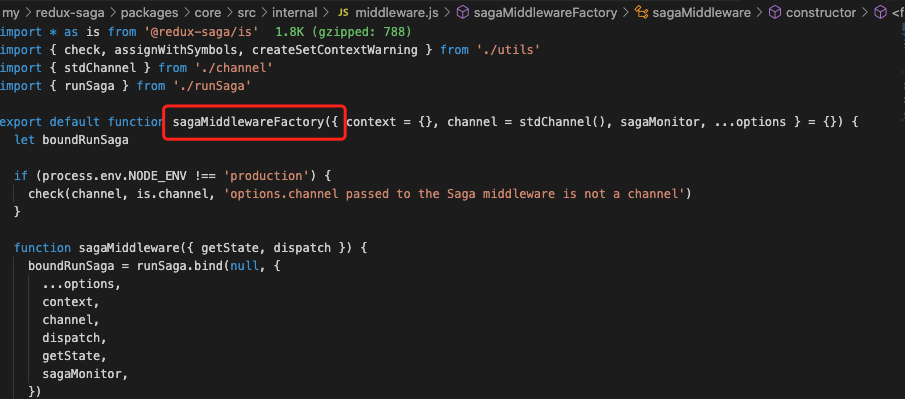 my > redux-saga > packages > core > src > internal > JS middleware.js > sagaMiddlewareFactory > sagaMiddleware > constructor > <f
import * as is from '@redux-saga/is'  1.8K (gzipped: 788)
import { check, assignWithSymbols, createSetContextWarning } from './utils'
import { stdChannel } from './channel'
import { runSaga } from './runSaga'
export default function sagaMiddlewareFactory({ context = {}, channel = stdChannel(), sagaMonitor, ...options } = {}) {
  let boundRunSaga
  if (process.env.NODE_ENV !== 'production') {
    check(channel, is.channel, 'options.channel passed to the Saga middleware is not a channel')
  }
  function sagaMiddleware({ getState, dispatch }) {
    boundRunSaga = runSaga.bind(null, {
      ...options,
      context,
      channel,
      dispatch,
      getState,
      sagaMonitor,
    })